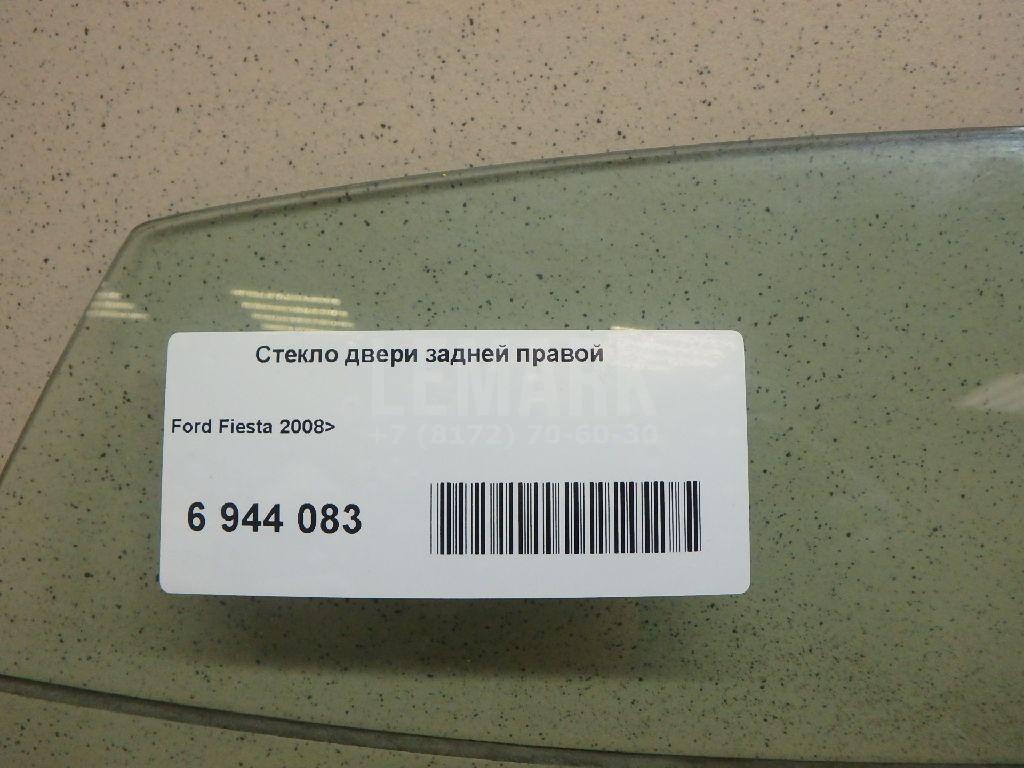 Стекло двери задней правой
LEMARK
+7 (8172) 70-60-30
Ford Fiesta 2008>
6 944 083